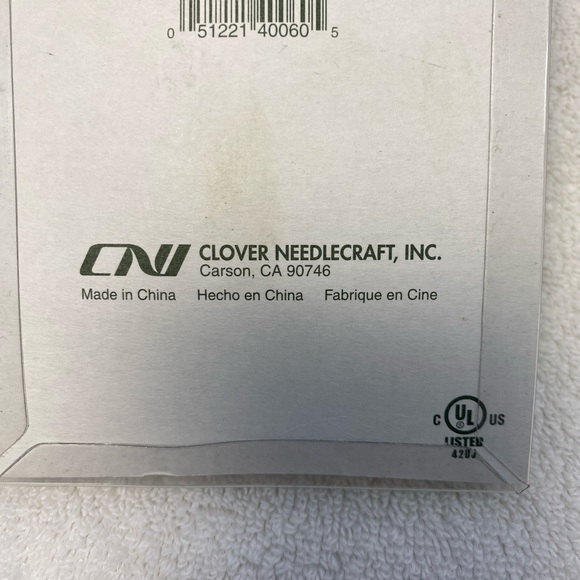 0 51221 40060 5
CNI CLOVER NEEDLECRAFT, INC.
Carson, CA 90746
Made in China Hecho en China Fabrique en Cine
C UL ® US
LISTED